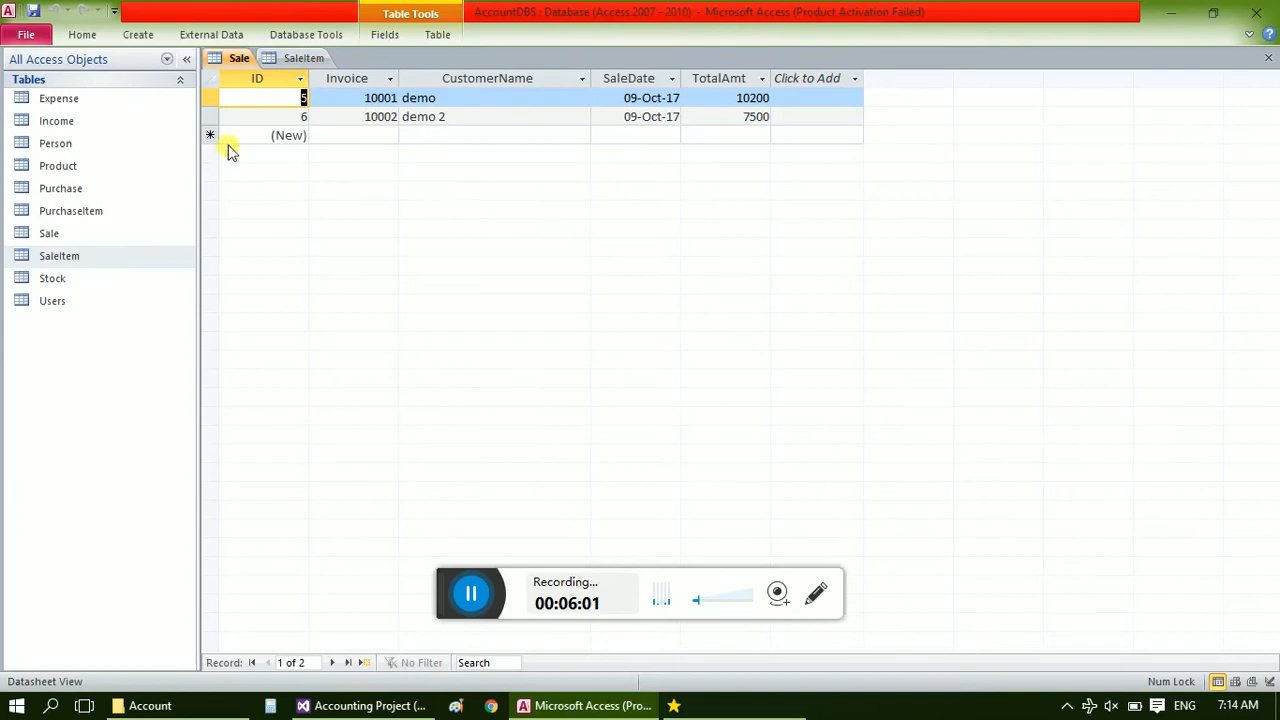 Table Tools
AccountDBS : Database (Access 2007 - 2010) - Microsoft Access (Product Activation Failed)
File Home Create External Data Database Tools Fields Table
All Access Objects
Tables
Expense
Income
Person
Product
Purchase
PurchaseItem
Sale
SaleItem
Stock
Users
Sale SaleItem
ID Invoice CustomerName SaleDate TotalAmt Click to Add
5 10001 demo 09-Oct-17 10200
6 10002 demo 2 09-Oct-17 7500
(New)
Recording...
00:06:01
Record: 1 of 2 No Filter Search
Datasheet View Num Lock
Account Accounting Project (... Microsoft Access (Pro... ENG 7:14 AM